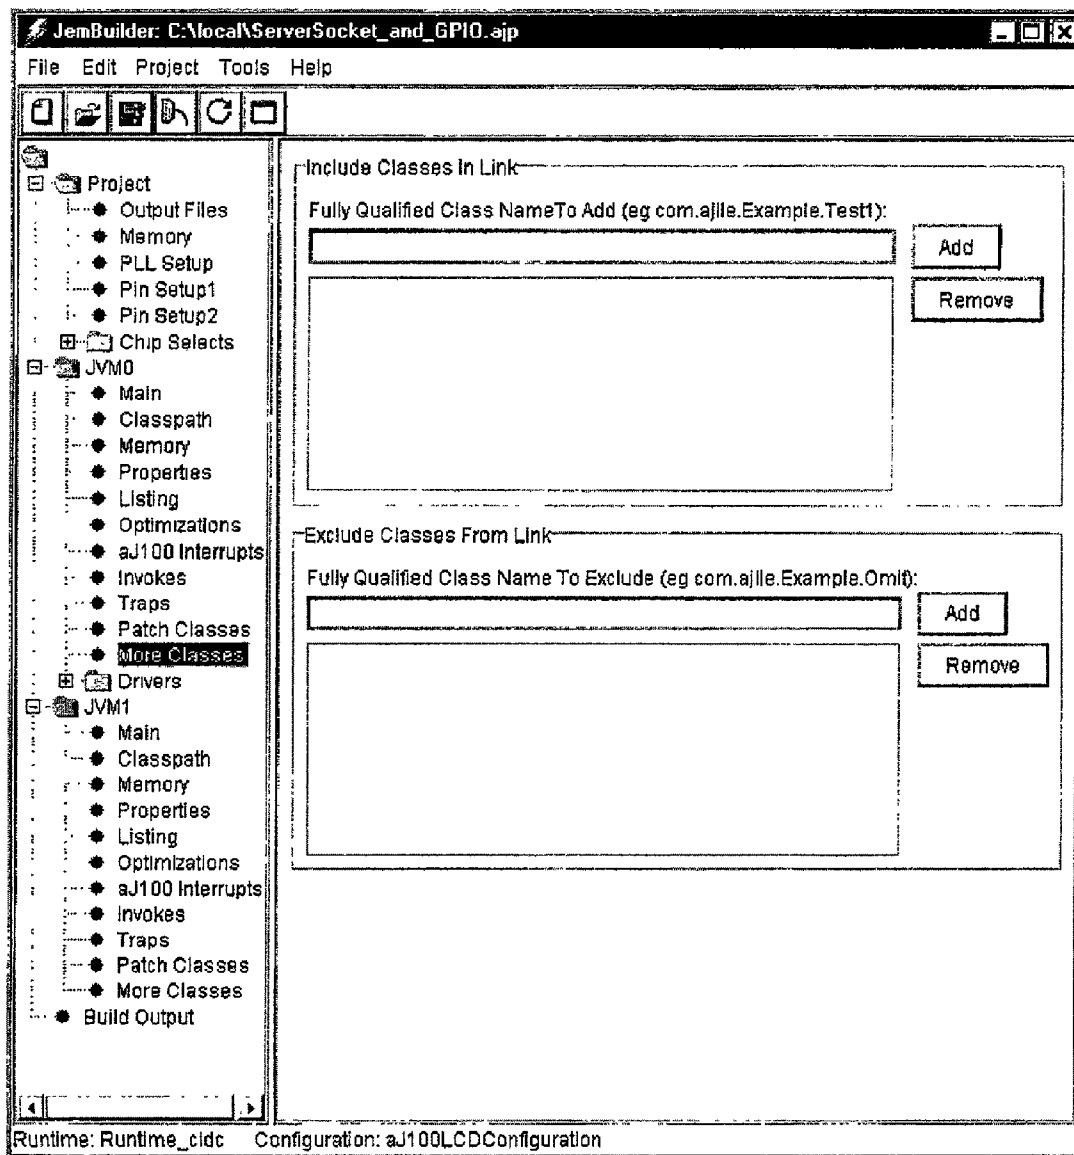 JemBuilder: C:\local\ServerSocket_and_GPIO.ajp
File Edit Project Tools Help
Project
Output Files
Memory
PLL Setup
Pin Setup1
Pin Setup2
Chip Selects
JVM0
Main
Classpath
Memory
Properties
Listing
Optimizations
aJ100 Interrupts
Invokes
Traps
Patch Classes
More Classes
Drivers
JVM1
Main
Classpath
Memory
Properties
Listing
Optimizations
aJ100 Interrupts
Invokes
Traps
Patch Classes
More Classes
Build Output
Include Classes In Link
Fully Qualified Class NameTo Add (eg com.ajile.Example.Test1):
Add
Remove
Exclude Classes From Link
Fully Qualified Class Name To Exclude (eg com.ajile.Example.Omit):
Add
Remove
Runtime: Runtime_cldc Configuration: aJ100LCDConfiguration